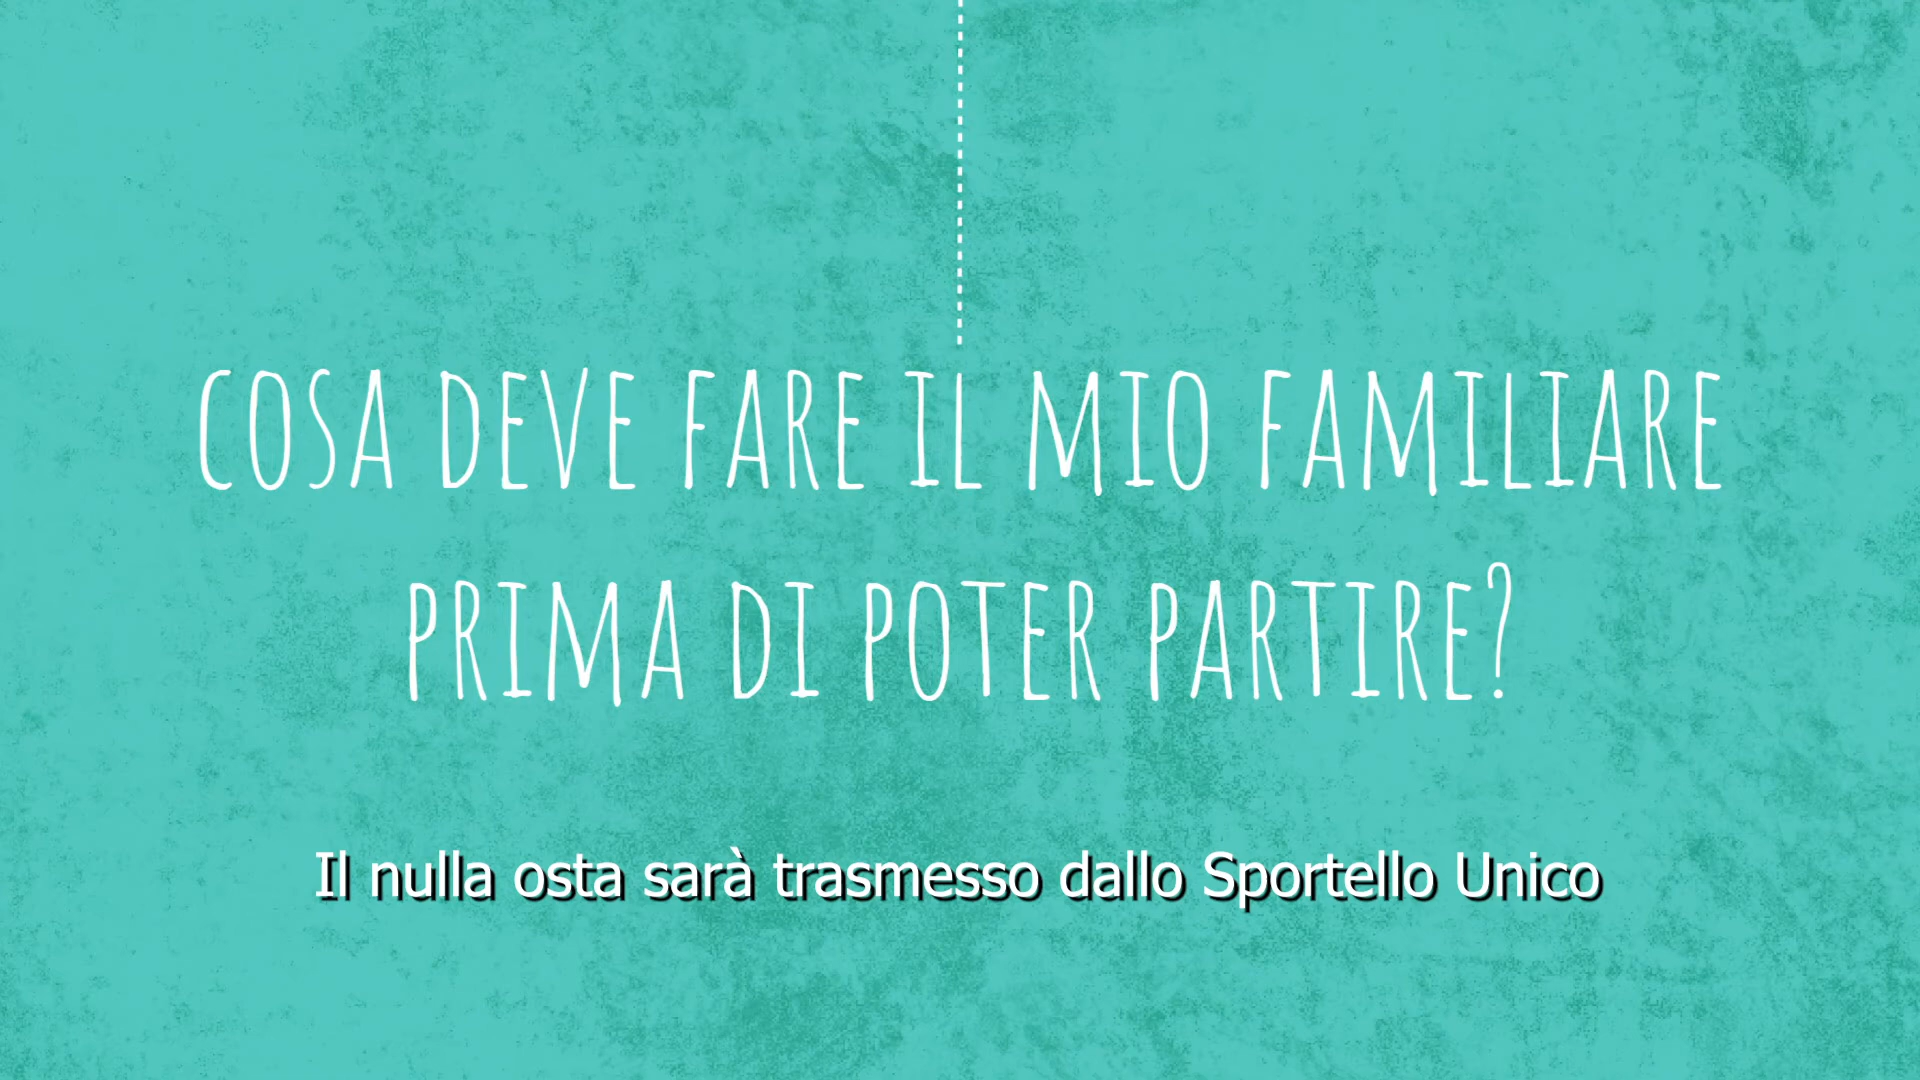 COSA DEVE FARE IL MIO FAMILIARE
PRIMA DI POTER PARTIRE?
Il nulla osta sarà trasmesso dallo Sportello Unico